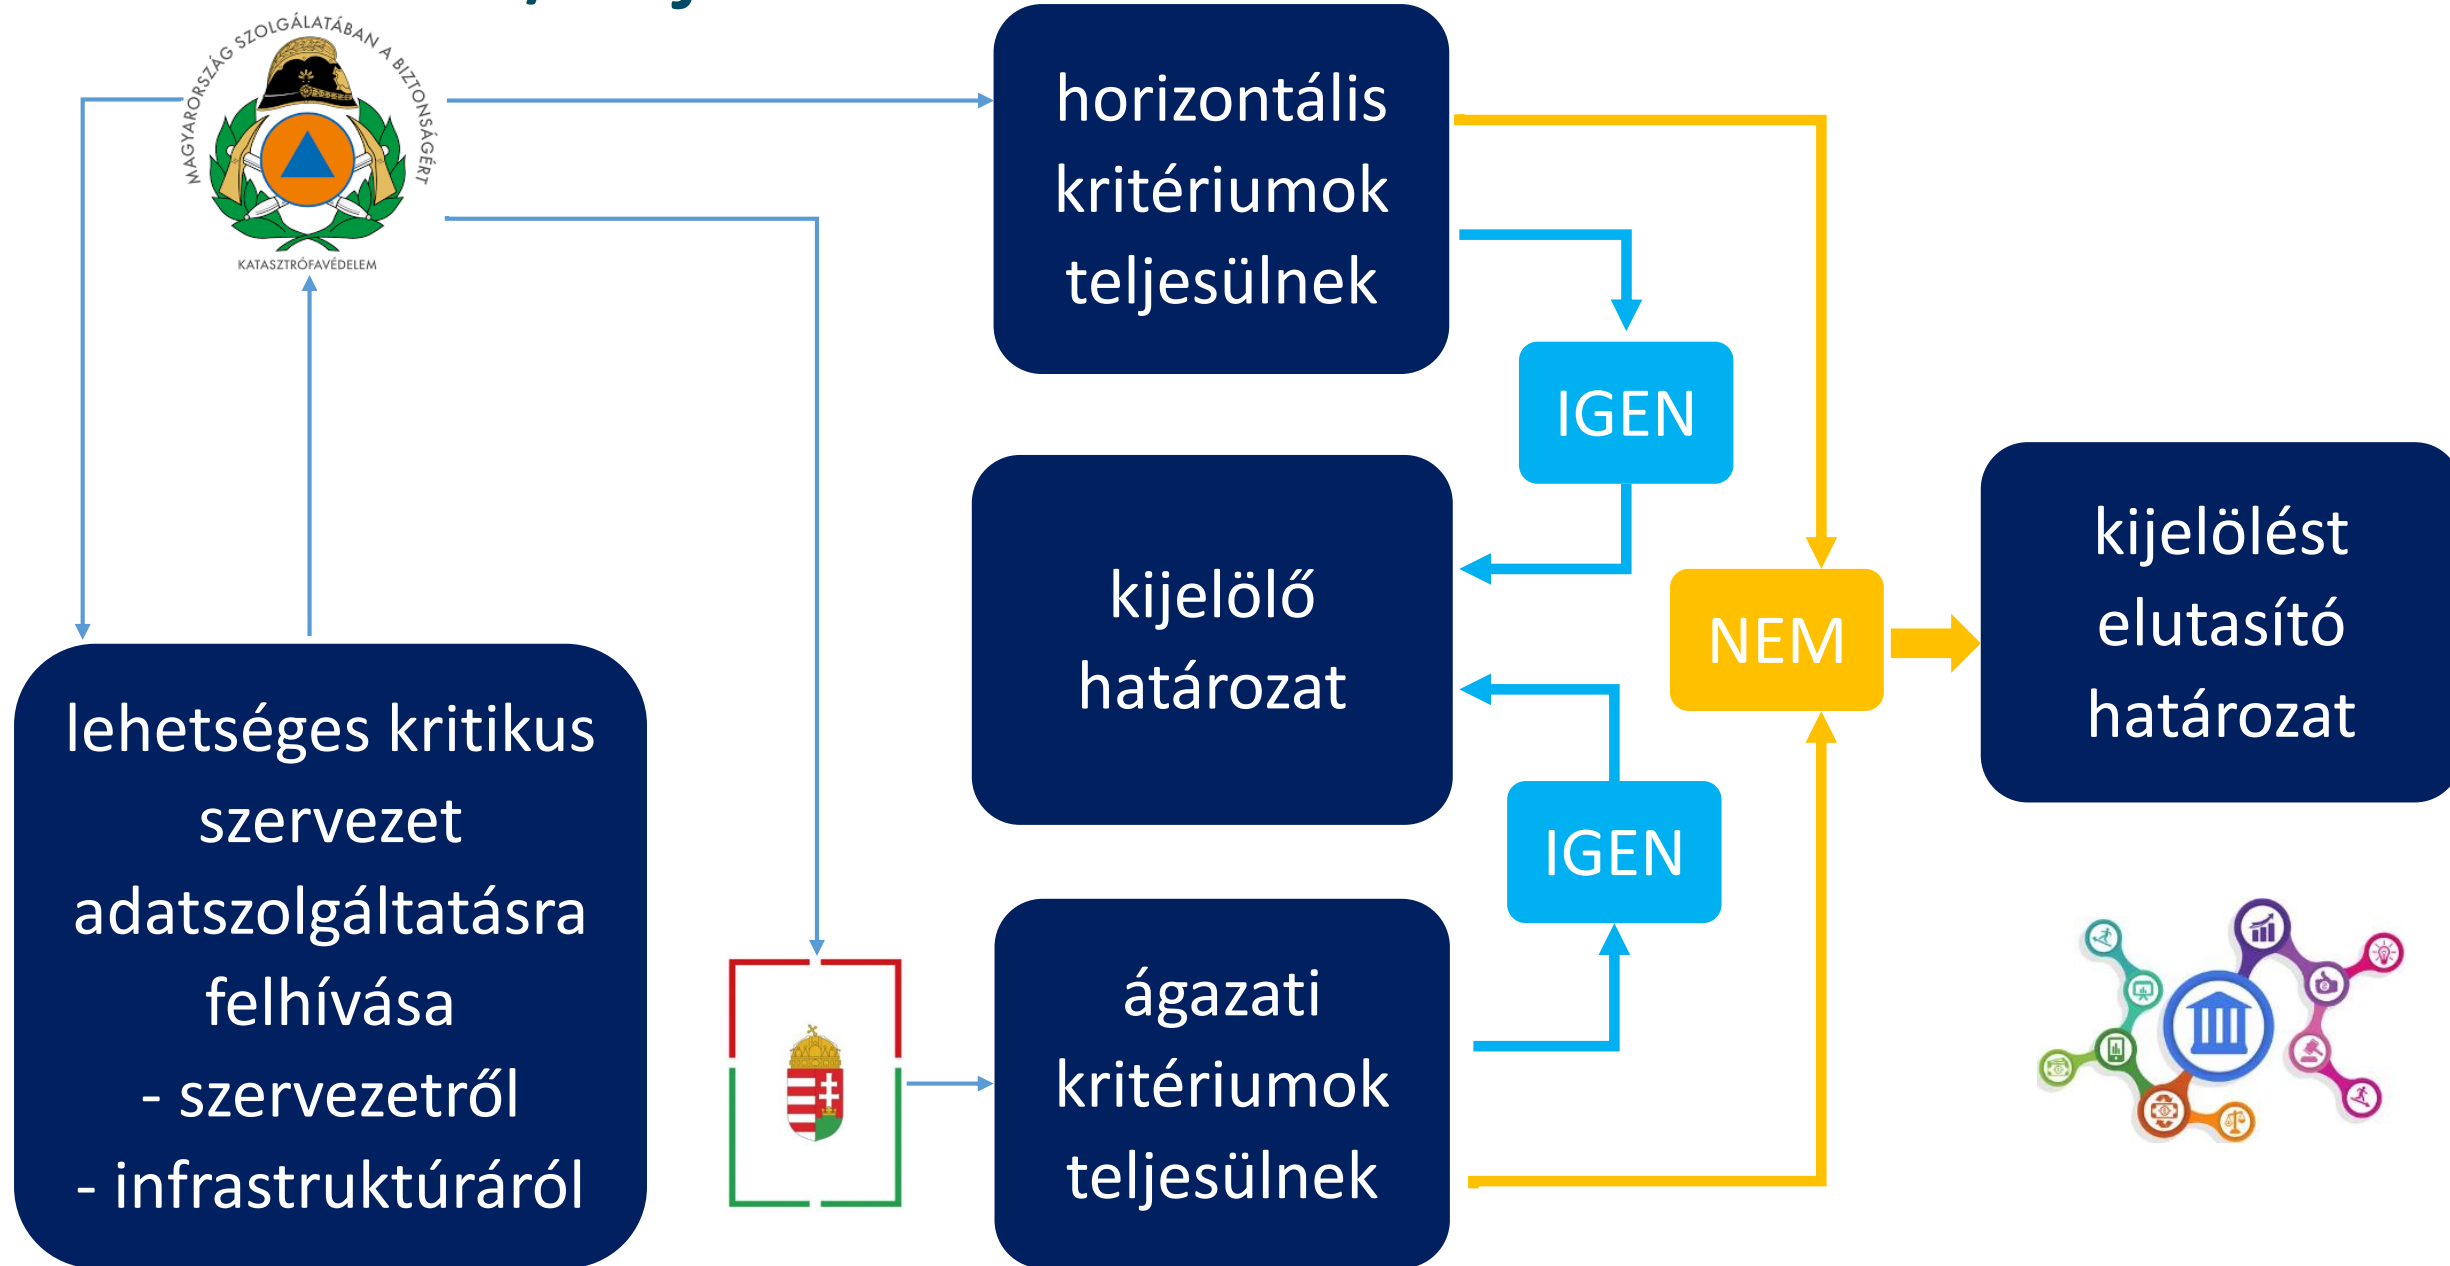 MAGYARORSZÁG SZOLGÁLATÁBAN A BIZTONSÁGÉRT
KATASZTRÓFAVÉDELEM
horizontális
kritériumok
teljesülnek
IGEN
kijelölő
határozat
NEM
kijelölést
elutasító
határozat
lehetséges kritikus
szervezet
adatszolgáltatásra
felhívása
- szervezetről
- infrastruktúráról
IGEN
ágazati
kritériumok
teljesülnek